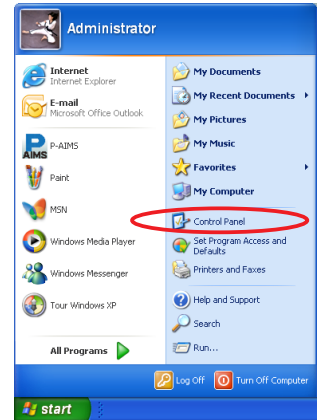 Administrator
Internet
Internet Explorer
E-mail
Microsoft Office Outlook
P-AIMS
AIMS
Paint
MSN
Windows Media Player
Windows Messenger
Tour Windows XP
All Programs
My Documents
My Recent Documents
My Pictures
My Music
Favorites
My Computer
Control Panel
Set Program Access and
Defaults
Printers and Faxes
Help and Support
Search
Run...
Log Off
Turn Off Computer
start